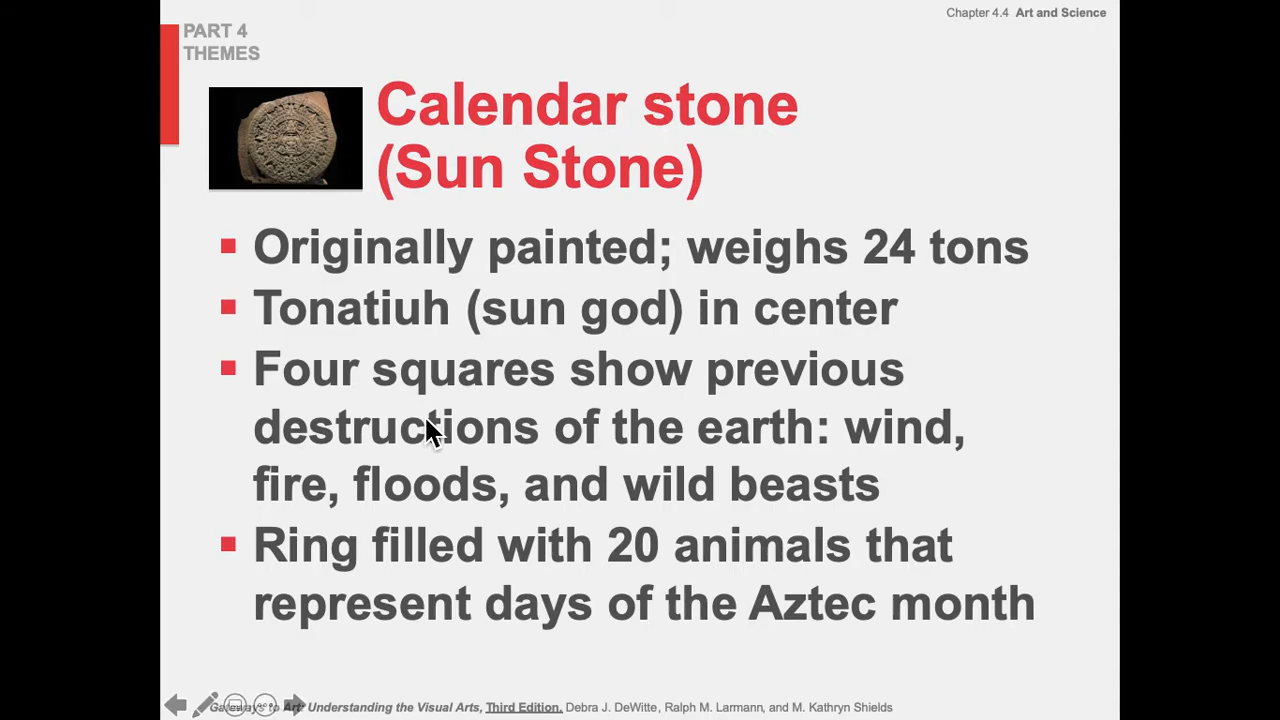 Chapter 4.4 Art and Science
PART 4
THEMES
Calendar stone
(Sun Stone)
▪ Originally painted; weighs 24 tons
▪ Tonatiuh (sun god) in center
▪ Four squares show previous
destructions of the earth: wind,
fire, floods, and wild beasts
▪ Ring filled with 20 animals that
represent days of the Aztec month
Gateways to Art: Understanding the Visual Arts, Third Edition, Debra J. DeWitte, Ralph M. Larmann, and M. Kathryn Shields